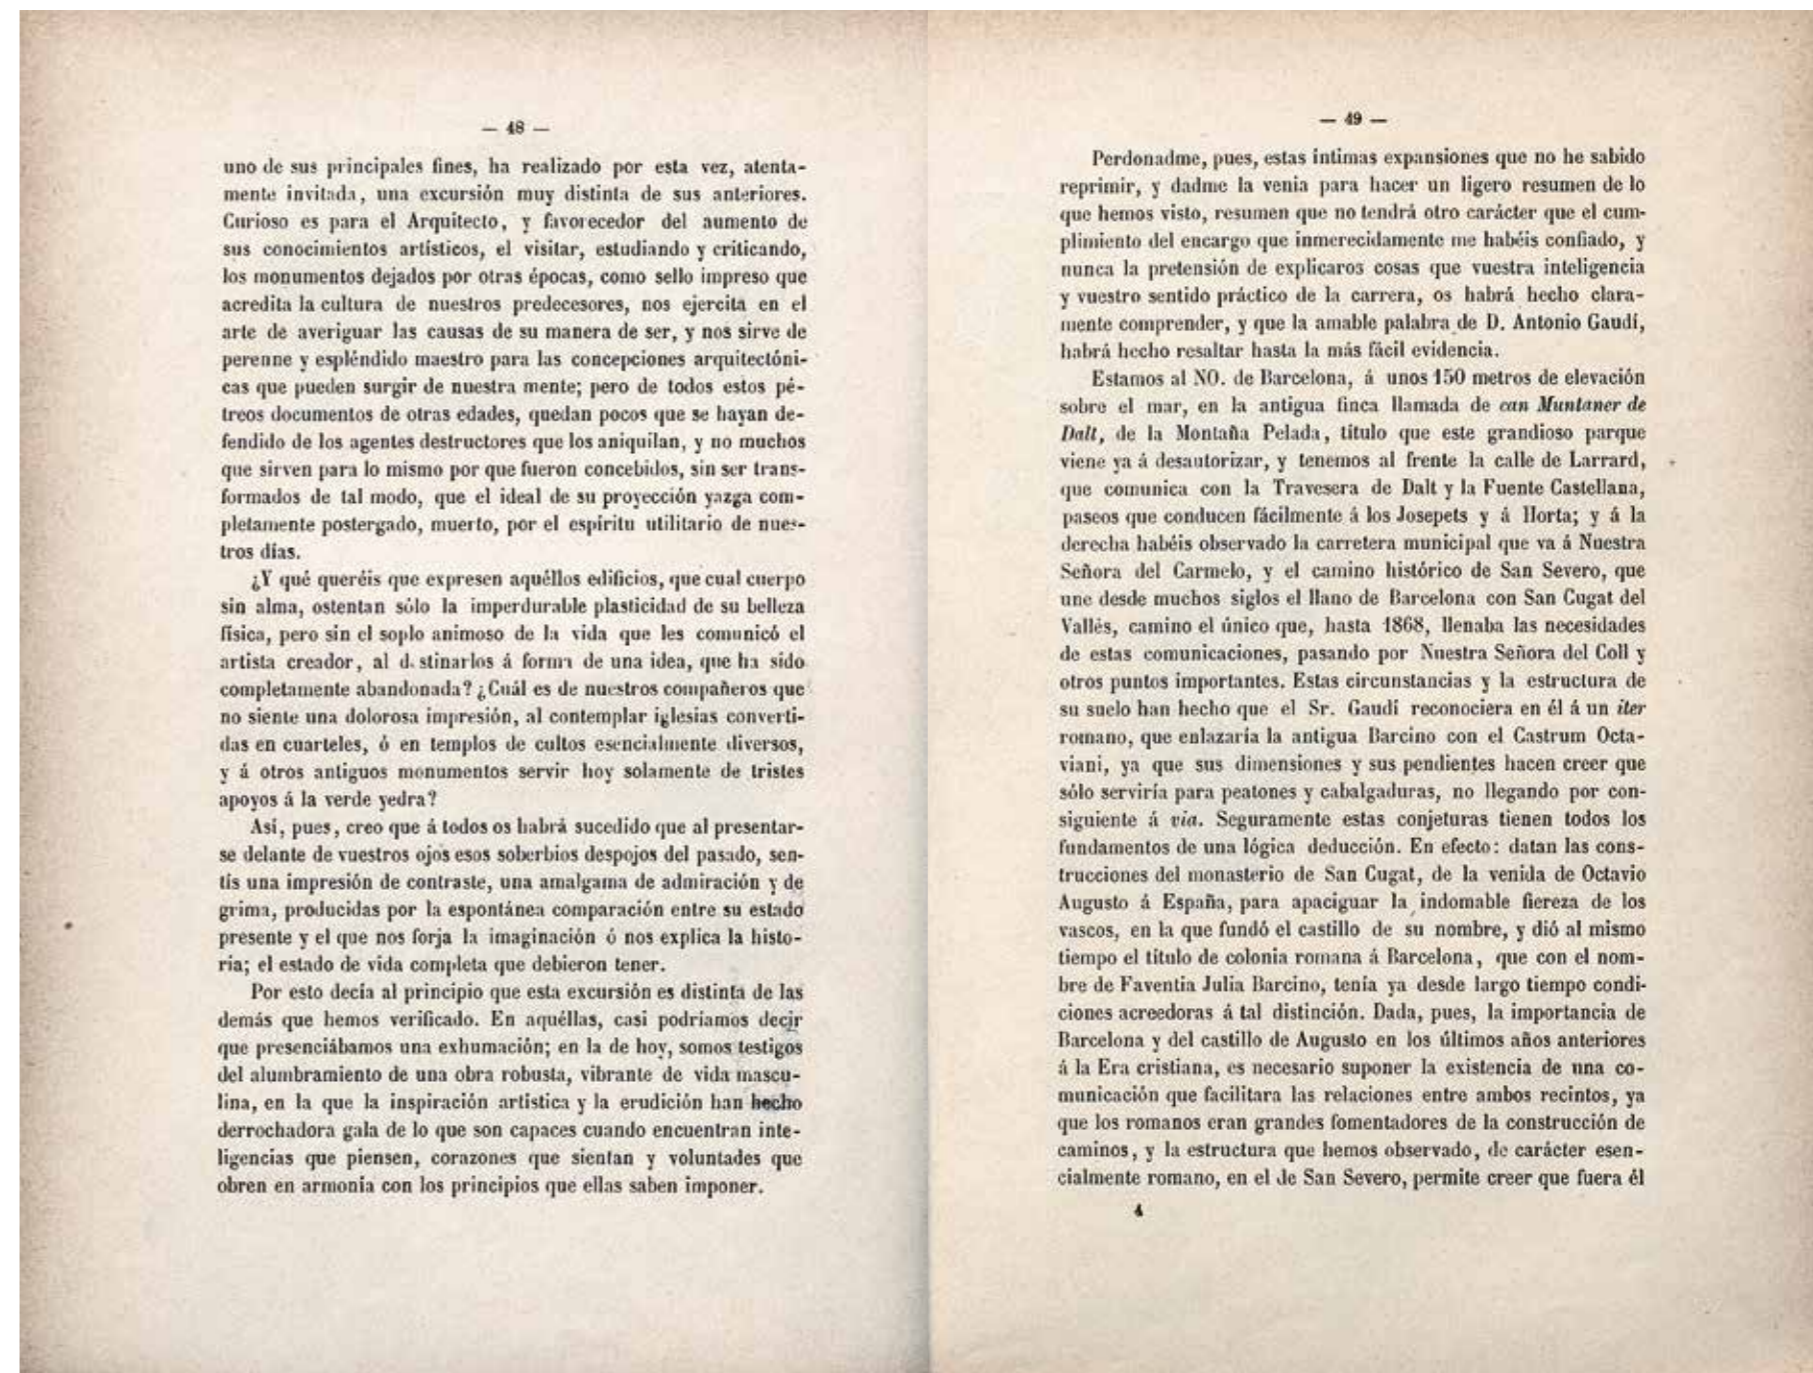 — 48 —
uno de sus principales fines, ha realizado por esta vez, atenta-
mente invitada, una excursión muy distinta de sus anteriores.
Curioso es para el Arquitecto, y favorecedor del aumento de
sus conocimientos artísticos, el visitar, estudiando y criticando,
los monumentos dejados por otras épocas, como sello impreso que
acredita la cultura de nuestros predecesores, nos ejercita en el
arte de averiguar las causas de su manera de ser, y nos sirve de
perenne y espléndido maestro para las concepciones arquitectóni-
cas que pueden surgir de nuestra mente; pero de todos estos pé-
treos documentos de otras edades, quedan pocos que se hayan de-
fendido de los agentes destructores que los aniquilan, y no muchos
que sirven para lo mismo por que fueron concebidos, sin ser trans-
formados de tal modo, que el ideal de su proyección yazga com-
pletamente postergado, muerto, por el espíritu utilitario de nues-
tros días.
¿Y qué queréis que expresen aquéllos edificios, que cual cuerpo
sin alma, ostentan sólo la imperdurable plasticidad de su belleza
física, pero sin el soplo animoso de la vida que les comunicó el
artista creador, al d stinarlos á forma de una idea, que ha sido
completamente abandonada? ¿Cuál es de nuestros compañeros que
no siente una dolorosa impresión, al contemplar iglesias converti-
das en cuarteles, ó en templos de cultos esencialmente diversos,
y á otros antiguos monumentos servir hoy solamente de tristes
apoyos á la verde yedra?
Así, pues, creo que á todos os habrá sucedido que al presentar-
se delante de vuestros ojos esos soberbios despojos del pasado, sen-
tís una impresión de contraste, una amalgama de admiración y de
grima, producidas por la espontánea comparación entre su estado
presente y el que nos forja la imaginación ó nos explica la histo-
ria; el estado de vida completa que debieron tener.
Por esto decía al principio que esta excursión es distinta de las
demás que hemos verificado. En aquéllas, casi podríamos decir
que presenciábamos una exhumación; en la de hoy, somos testigos
del alumbramiento de una obra robusta, vibrante de vida mascu-
lina, en la que la inspiración artística y la erudición han hecho
derrochadora gala de lo que son capaces cuando encuentran inte-
ligencias que piensen, corazones que sientan y voluntades que
obren en armonía con los principios que ellas saben imponer.
— 49 —
Perdonadme, pues, estas íntimas expansiones que no he sabido
reprimir, y dadme la venia para hacer un ligero resumen de lo
que hemos visto, resumen que no tendrá otro carácter que el cum-
plimiento del encargo que inmerecidamente me habéis confiado, y
nunca la pretensión de explicaros cosas que vuestra inteligencia
y vuestro sentido práctico de la carrera, os habrá hecho clara-
mente comprender, y que la amable palabra de D. Antonio Gaudí,
habrá hecho resaltar hasta la más fácil evidencia.
Estamos al NO. de Barcelona, á unos 150 metros de elevación
sobre el mar, en la antigua finca llamada de can Muntaner de
Dalt, de la Montaña Pelada, título que este grandioso parque
viene ya á desautorizar, y tenemos al frente la calle de Larrard,
que comunica con la Travesera de Dalt y la Fuente Castellana,
paseos que conducen fácilmente á los Josepets y á Horta; y á la
derecha habéis observado la carretera municipal que va á Nuestra
Señora del Carmelo, y el camino histórico de San Severo, que
une desde muchos siglos el llano de Barcelona con San Cugat del
Vallés, camino el único que, hasta 1868, llenaba las necesidades
de estas comunicaciones, pasando por Nuestra Señora del Coll y
otros puntos importantes. Estas circunstancias y la estructura de
su suelo han hecho que el Sr. Gaudí reconociera en él á un iter
romano, que enlazaría la antigua Barcino con el Castrum Octa-
viani, ya que sus dimensiones y sus pendientes hacen creer que
sólo serviría para peatones y cabalgaduras, no llegando por con-
siguiente á via. Seguramente estas conjeturas tienen todos los
fundamentos de una lógica deducción. En efecto: datan las cons-
trucciones del monasterio de San Cugat, de la venida de Octavio
Augusto á España, para apaciguar la indomable fiereza de los
vascos, en la que fundó el castillo de su nombre, y dió al mismo
tiempo el título de colonia romana á Barcelona, que con el nom-
bre de Faventia Julia Barcino, tenía ya desde largo tiempo condi-
ciones acreedoras á tal distinción. Dada, pues, la importancia de
Barcelona y del castillo de Augusto en los últimos años anteriores
á la Era cristiana, es necesario suponer la existencia de una co-
municación que facilitara las relaciones entre ambos recintos, ya
que los romanos eran grandes fomentadores de la construcción de
caminos, y la estructura que hemos observado, de carácter esen-
cialmente romano, en el de San Severo, permite creer que fuera él
4